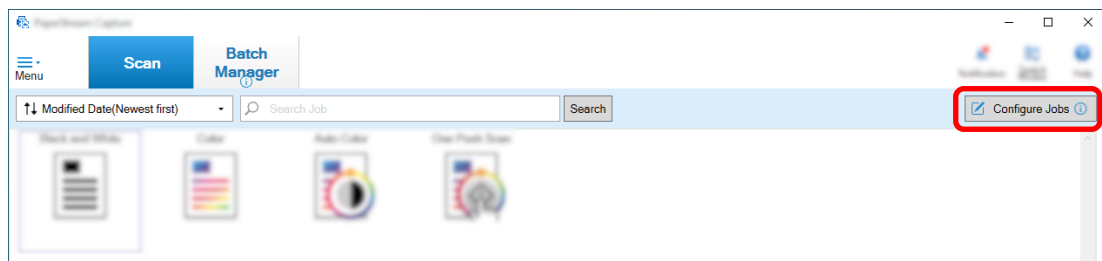 PaperStream Capture
Menu
Scan
Batch
Manager
Modified Date(Newest first)
Search Job
Search
Configure Jobs
Black and White
Color
Auto Color
One Push Scan
Help